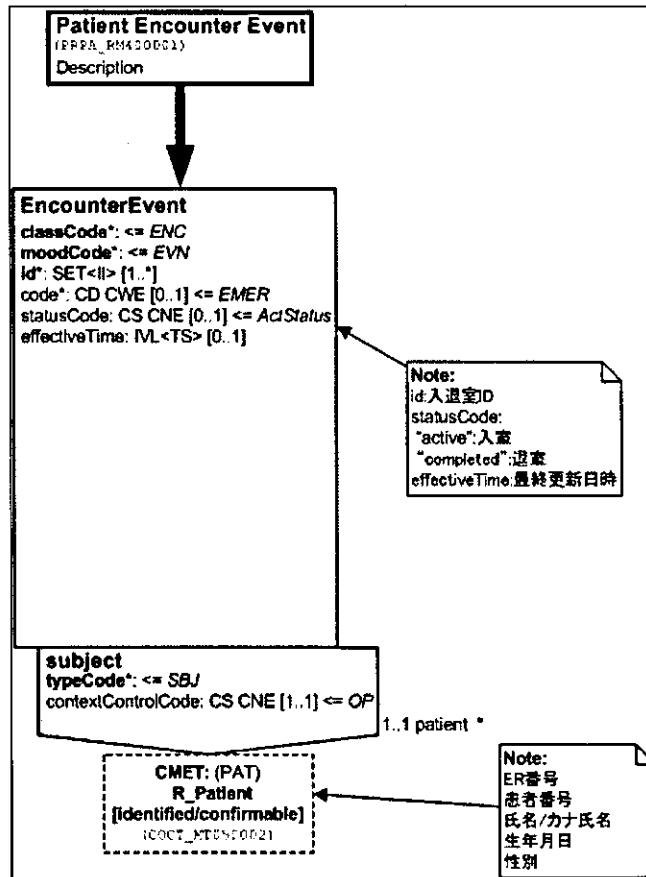 Patient Encounter Event
Description
EncounterEvent
classCode*: <= ENC
moodCode*: <= EVN
id*: SET<II> [1..*]
code*: CD CWE [0..1] <= EMER
statusCode: CS CNE [0..1] <= ActStatus
effectiveTime: IVL<TS> [0..1]
Note:
id:入退室ID
statusCode:
"active":入室
"completed":退室
effectiveTime:最終更新日時
subject
typeCode*: <= SBJ
contextControlCode: CS CNE [1..1] <= OP
1..1 patient *
CMET: (PAT)
R_Patient
[identified/confirmable]
Note:
ER番号
患者番号
氏名/カナ氏名
生年月日
性別